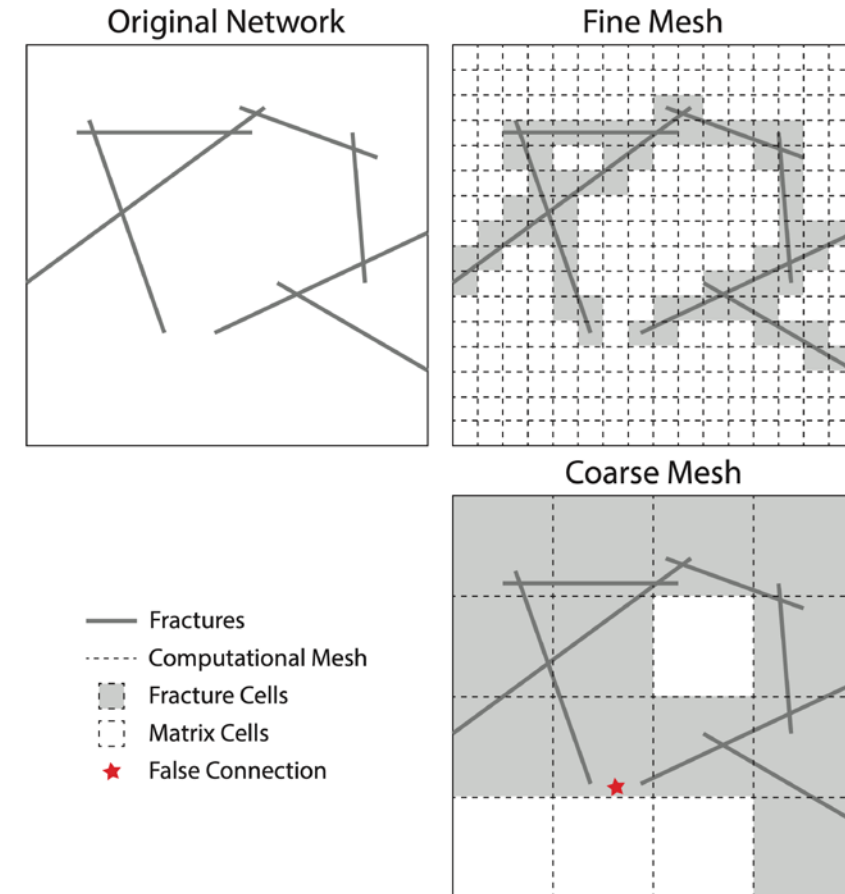 Original Network
Fine Mesh
Coarse Mesh
Fractures
Computational Mesh
Fracture Cells
Matrix Cells
False Connection